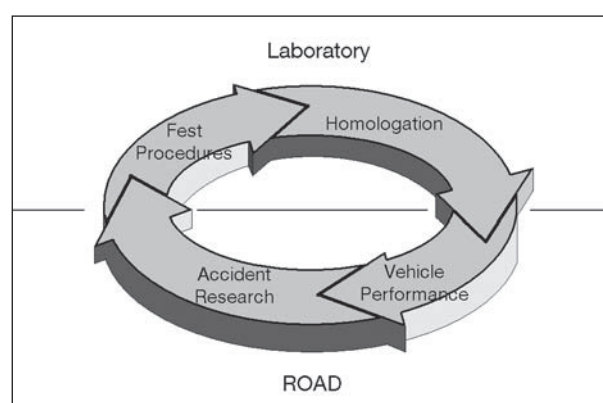 Laboratory
Fest
Procedures
Homologation
Accident
Research
Vehicle
Performance
ROAD